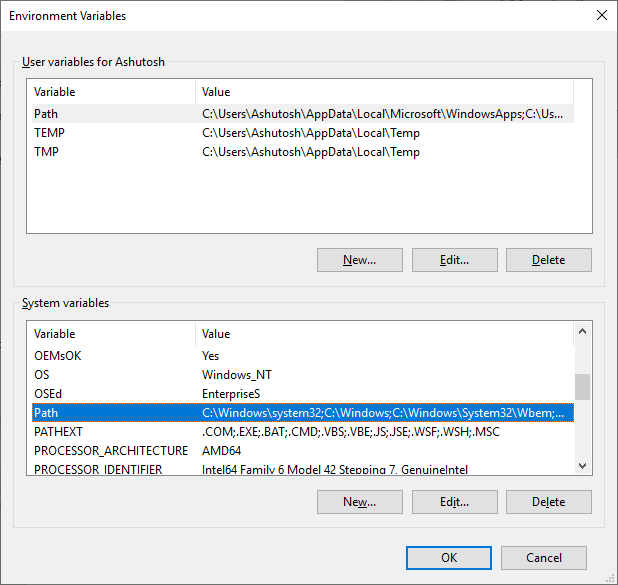 Environment Variables
User variables for Ashutosh
Variable Value
Path C:\Users\Ashutosh\AppData\Local\Microsoft\WindowsApps;C:\Us...
TEMP C:\Users\Ashutosh\AppData\Local\Temp
TMP C:\Users\Ashutosh\AppData\Local\Temp
New... Edit... Delete
System variables
Variable Value
OEMsOK Yes
OS Windows_NT
OSEd EnterpriseS
Path C:\Windows\system32;C:\Windows;C:\Windows\System32\Wbem;...
PATHEXT .COM;.EXE;.BAT;.CMD;.VBS;.VBE;.JS;.JSE;.WSF;.WSH;.MSC
PROCESSOR_ARCHITECTURE AMD64
PROCESSOR_IDENTIFIER Intel64 Family 6 Model 42 Stepping 7, GenuineIntel
New... Edit... Delete
OK Cancel